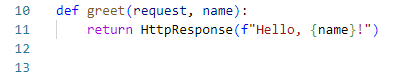 10 def greet(request, name):
11     return HttpResponse(f"Hello, {name}!")
12
13